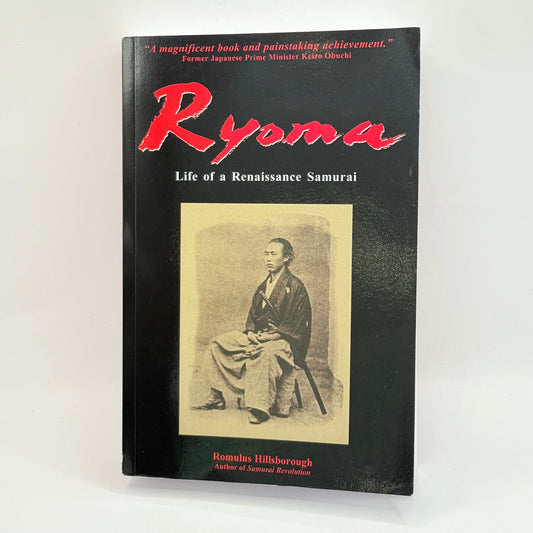 “A magnificent book and painstaking achievement.”
Former Japanese Prime Minister Keizo Obuchi
Ryoma
Life of a Renaissance Samurai
Romulus Hillsborough
Author of Samurai Revolution